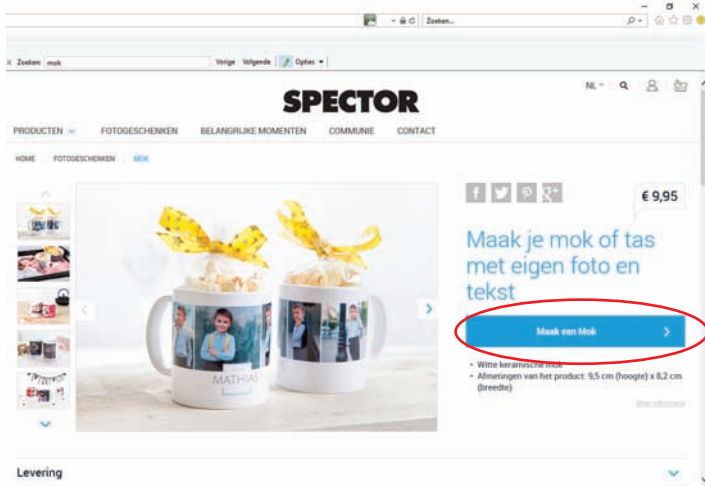 Zoeken...
× Zoeken: mok Vorige Volgende Opties
SPECTOR
NL
PRODUCTEN FOTOGESCHENKEN BELANGRIJKE MOMENTEN COMMUNIE CONTACT
HOME FOTOGESCHENKEN MOK
€ 9,95
Maak je mok of tas
met eigen foto en
tekst
Maak een Mok
MATHIAS
• Witte keramische mok
• Afmetingen van het product: 9,5 cm (hoogte) x 8,2 cm
(breedte)
Meer informatie
Levering